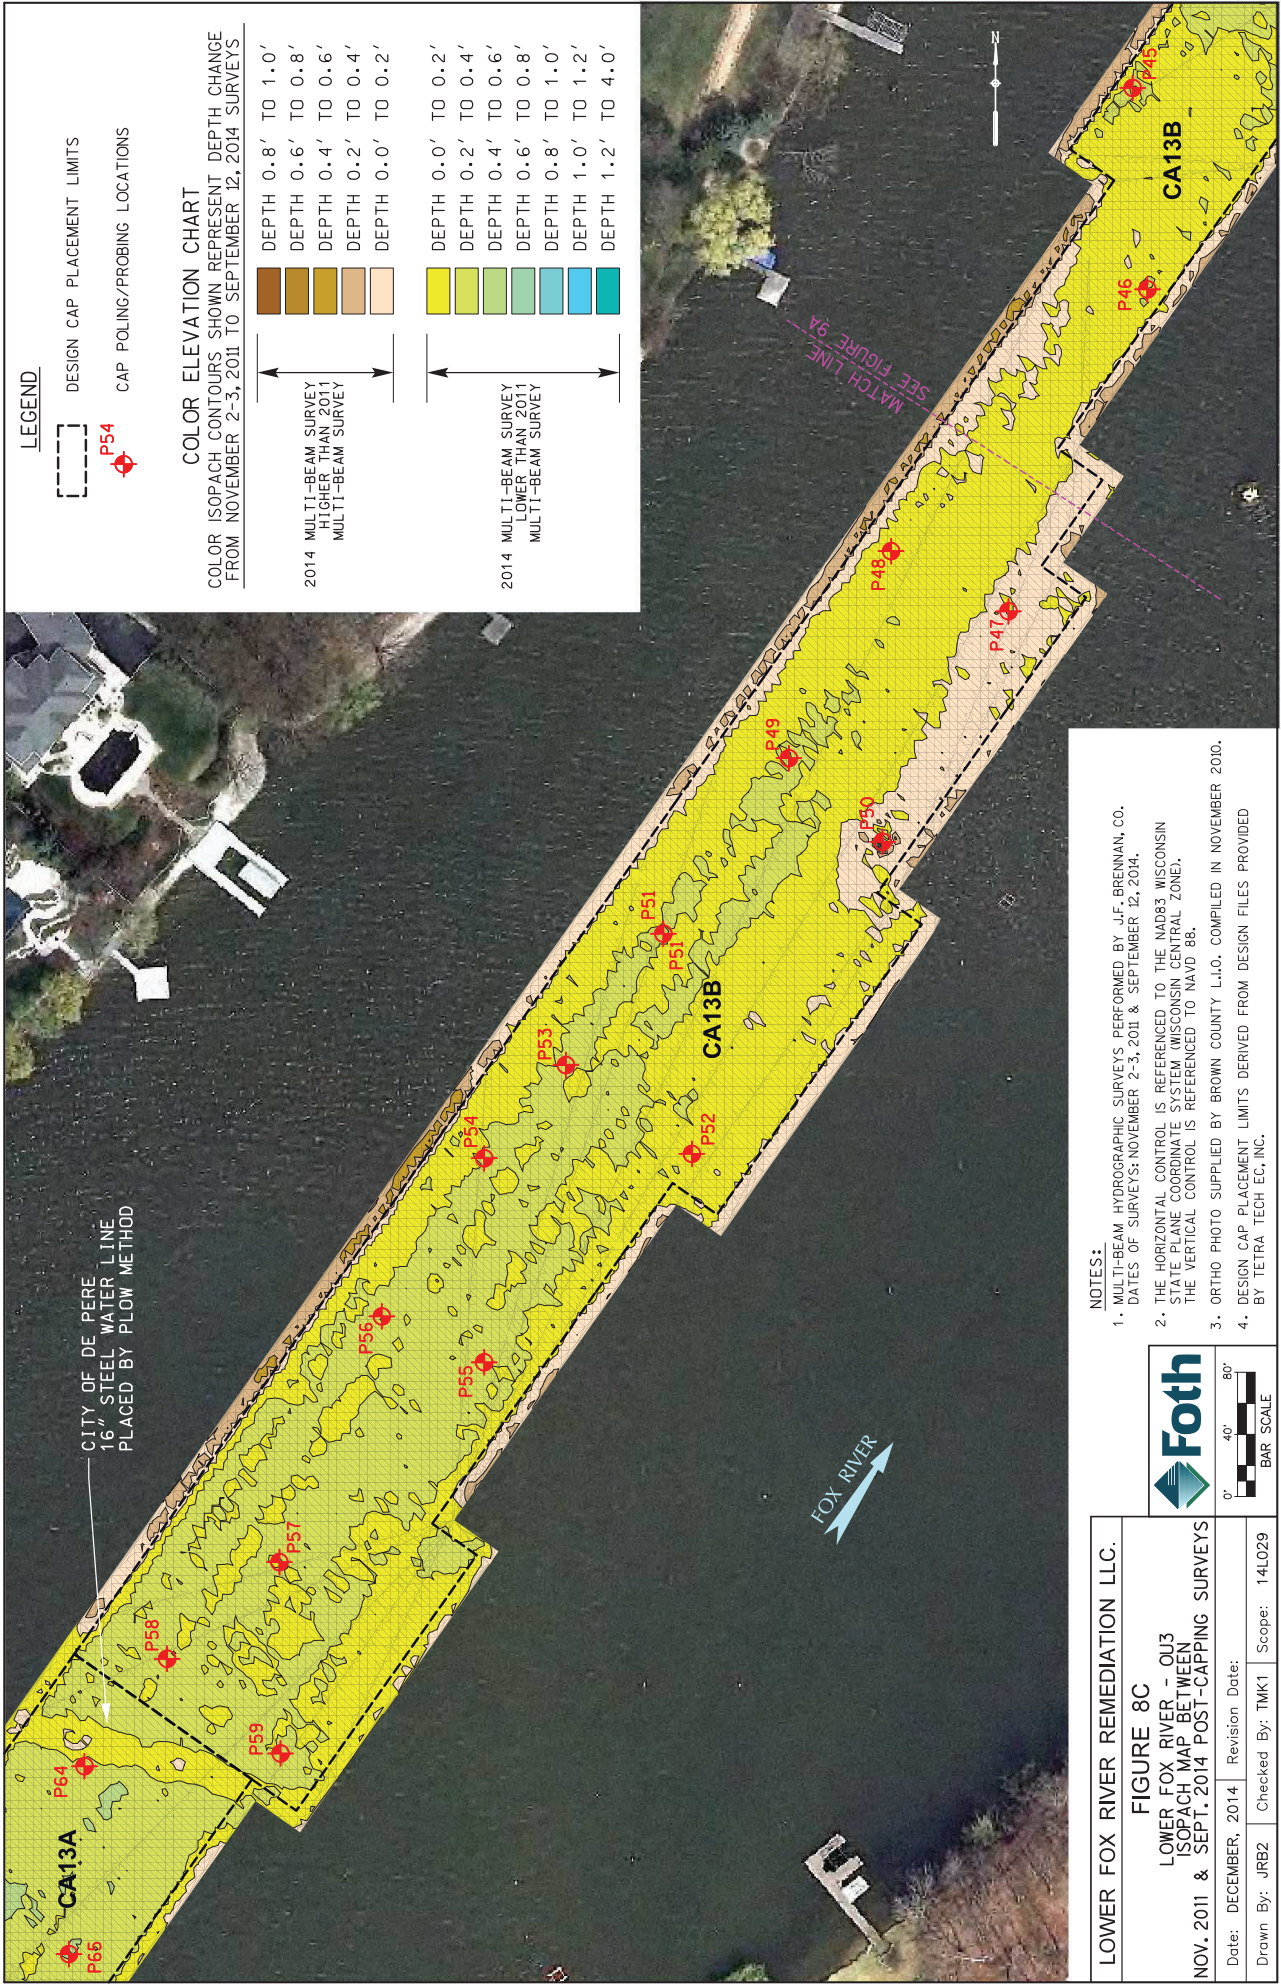 LEGEND
DESIGN CAP PLACEMENT LIMITS
P54
CAP POLING/PROBING LOCATIONS
COLOR ELEVATION CHART
COLOR ISOPACH CONTOURS SHOWN REPRESENT DEPTH CHANGE
FROM NOVEMBER 2-3, 2011 TO SEPTEMBER 12, 2014 SURVEYS
2014 MULTI-BEAM SURVEY
HIGHER THAN 2011
MULTI-BEAM SURVEY
DEPTH 0.8' TO 1.0'
DEPTH 0.6' TO 0.8'
DEPTH 0.4' TO 0.6'
DEPTH 0.2' TO 0.4'
DEPTH 0.0' TO 0.2'
2014 MULTI-BEAM SURVEY
LOWER THAN 2011
MULTI-BEAM SURVEY
DEPTH 0.0' TO 0.2'
DEPTH 0.2' TO 0.4'
DEPTH 0.4' TO 0.6'
DEPTH 0.6' TO 0.8'
DEPTH 0.8' TO 1.0'
DEPTH 1.0' TO 1.2'
DEPTH 1.2' TO 4.0'
N
MATCH LINE
SEE FIGURE 9A
CITY OF DE PERE
16" STEEL WATER LINE
PLACED BY PLOW METHOD
CA13A
P65
P64
P58
P59
P57
P56
P55
P54
P53
P52
CA13B
P51
P51
P49
P50
P48
P47
P46
CA13B
P45
FOX RIVER
NOTES:
1. MULTI-BEAM HYDROGRAPHIC SURVEYS PERFORMED BY J.F. BRENNAN, CO.
DATES OF SURVEYS: NOVEMBER 2-3, 2011 & SEPTEMBER 12, 2014.
2. THE HORIZONTAL CONTROL IS REFERENCED TO THE NAD83 WISCONSIN
STATE PLANE COORDINATE SYSTEM (WISCONSIN CENTRAL ZONE).
THE VERTICAL CONTROL IS REFERENCED TO NAVD 88.
3. ORTHO PHOTO SUPPLIED BY BROWN COUNTY L.I.O. COMPILED IN NOVEMBER 2010.
4. DESIGN CAP PLACEMENT LIMITS DERIVED FROM DESIGN FILES PROVIDED
BY TETRA TECH EC, INC.
Foth
0' 40' 80'
BAR SCALE
LOWER FOX RIVER REMEDIATION LLC.
FIGURE 8C
LOWER FOX RIVER - OU3
ISOPACH MAP BETWEEN
NOV. 2011 & SEPT. 2014 POST-CAPPING SURVEYS
Date: DECEMBER, 2014
Revision Date:
Drawn By: JRB2
Checked By: TMK1
Scope: 14L029